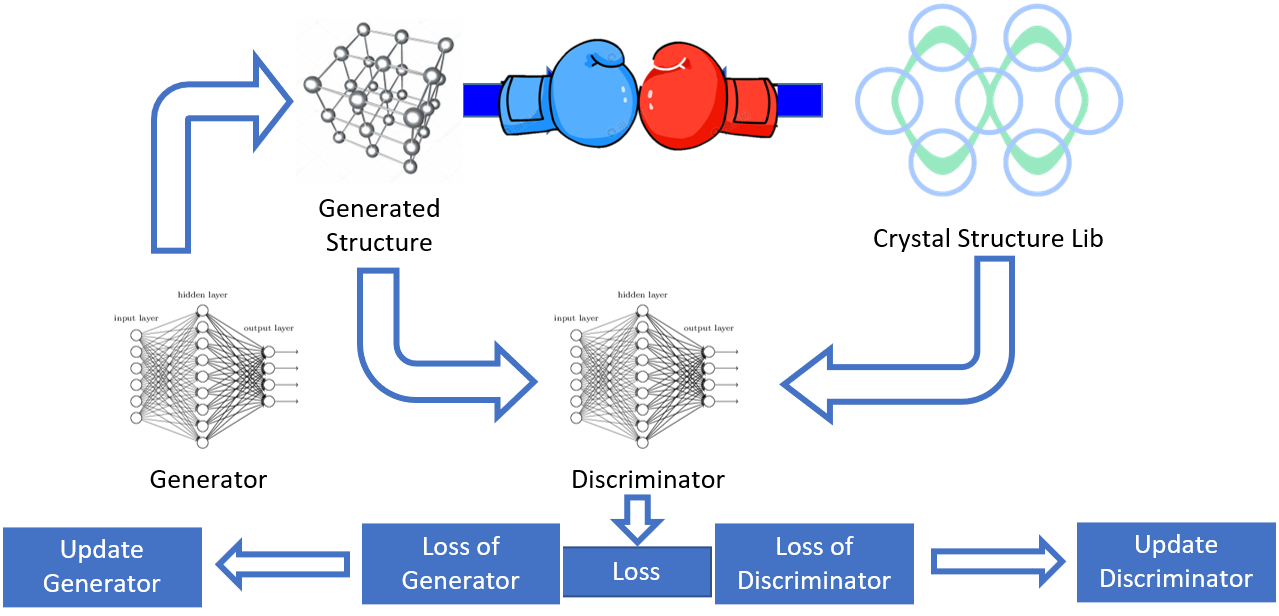 Generated
Structure
Crystal Structure Lib
hidden layer
input layer
output layer
Generator
hidden layer
input layer
output layer
Discriminator
Update
Generator
Loss of
Generator
Loss
Loss of
Discriminator
Update
Discriminator